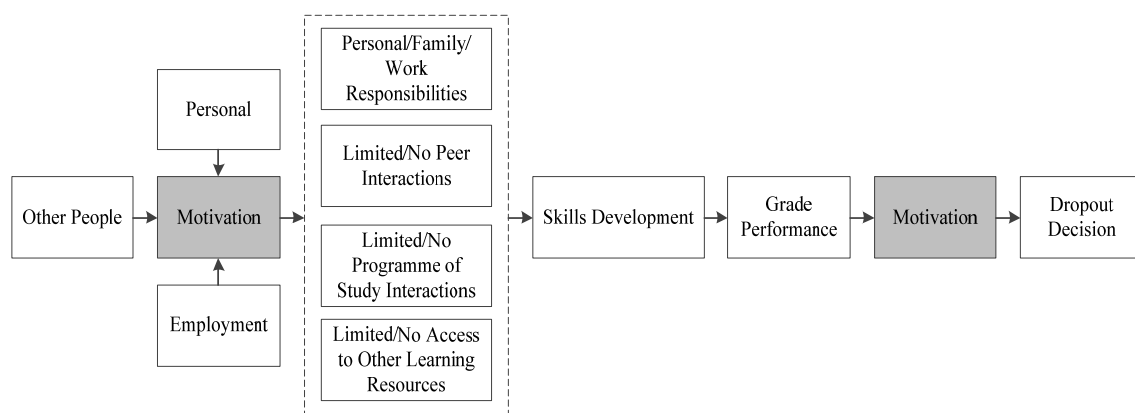 Other People
Personal
Motivation
Employment
Personal/Family/
Work
Responsibilities
Limited/No Peer
Interactions
Limited/No
Programme of
Study Interactions
Limited/No Access
to Other Learning
Resources
Skills Development
Grade
Performance
Motivation
Dropout
Decision